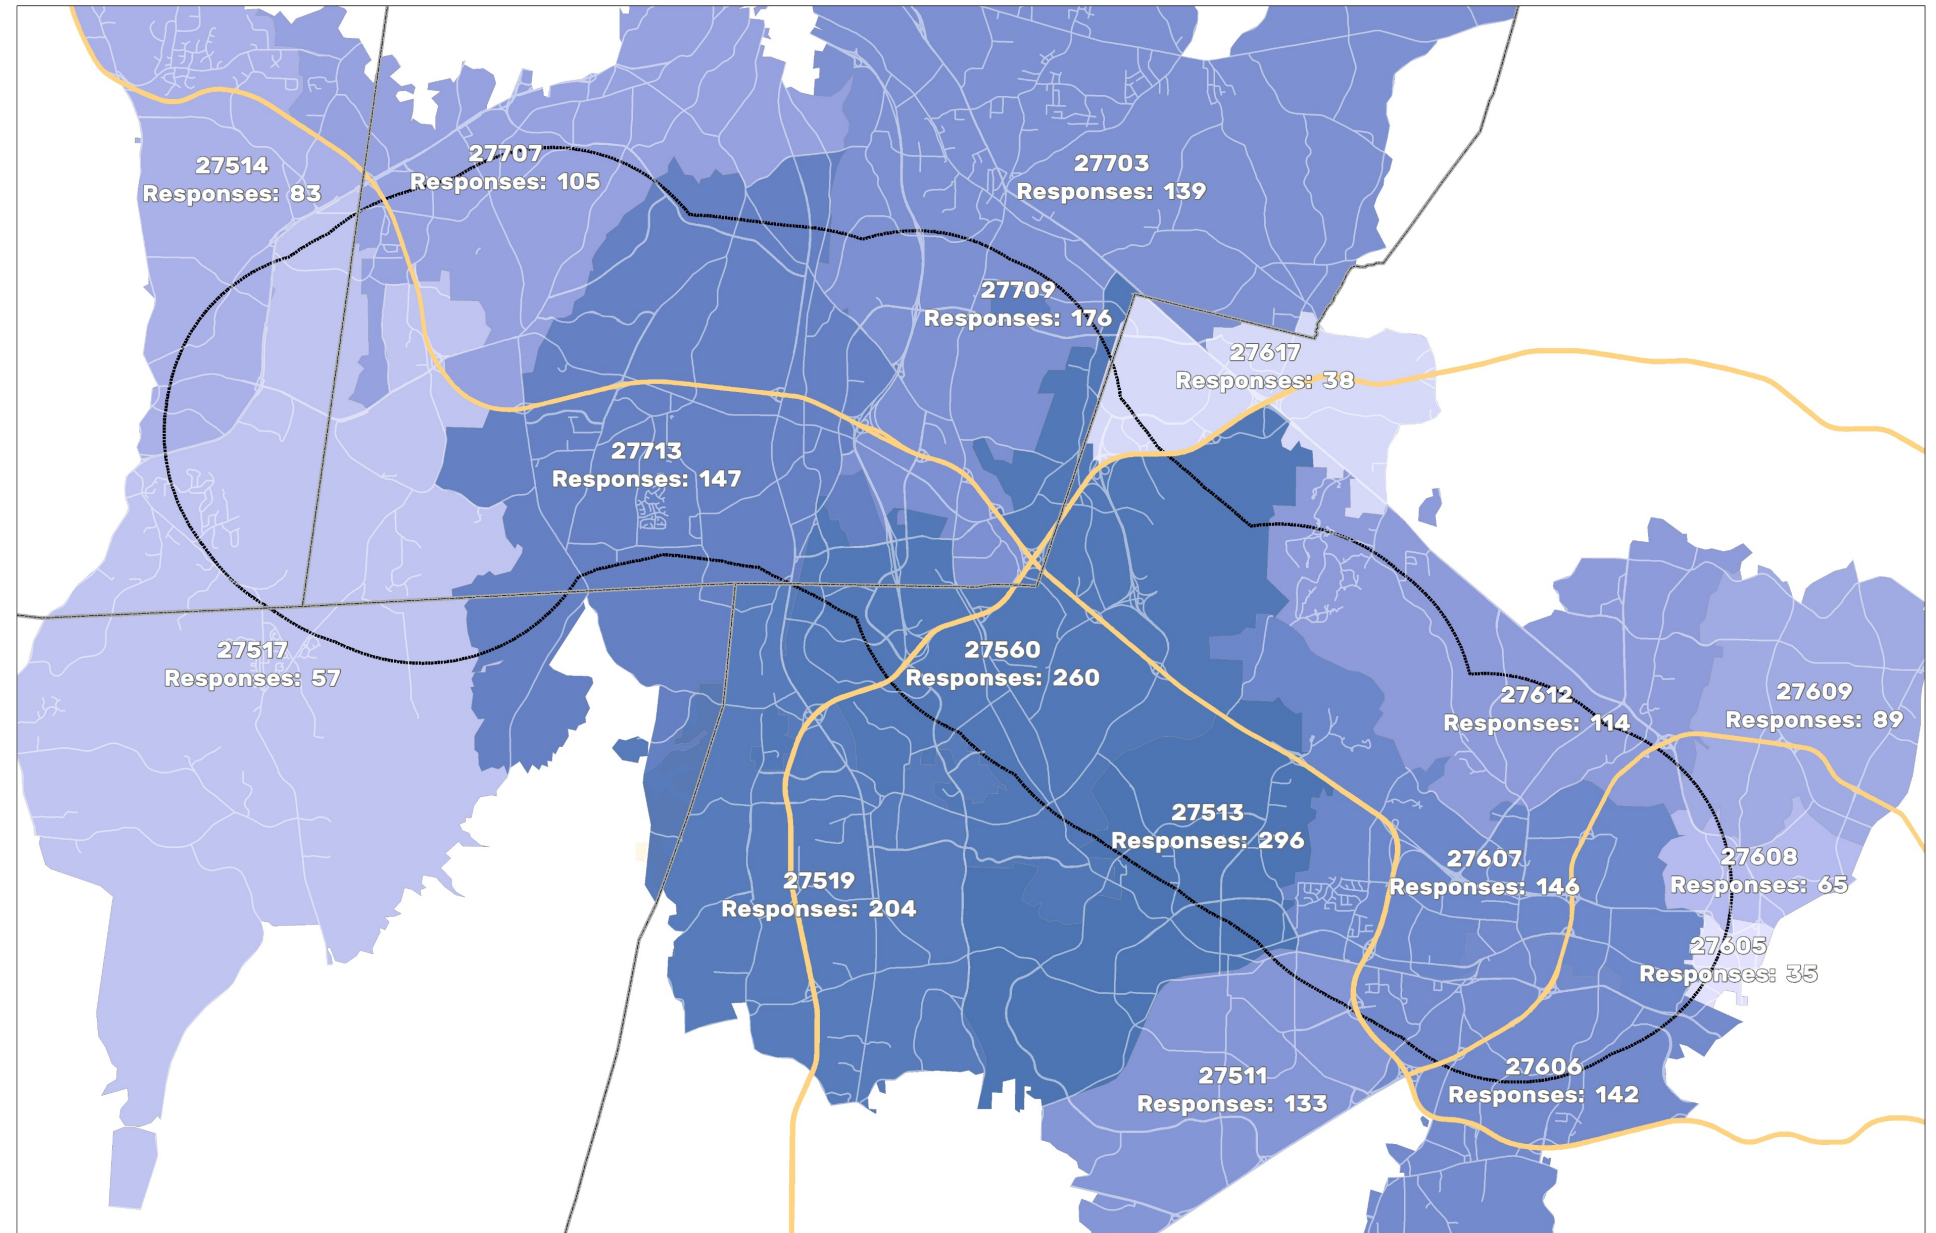 27514
Responses: 83
27707
Responses: 105
27703
Responses: 139
27709
Responses: 176
27617
Responses: 38
27713
Responses: 147
27517
Responses: 57
27560
Responses: 260
27612
Responses: 114
27609
Responses: 89
27513
Responses: 296
27607
Responses: 146
27608
Responses: 65
27519
Responses: 204
27605
Responses: 35
27511
Responses: 133
27606
Responses: 142